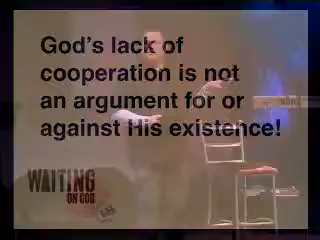 God's lack of
cooperation is not
an argument for or
against His existence!
WAITING
ON GOD